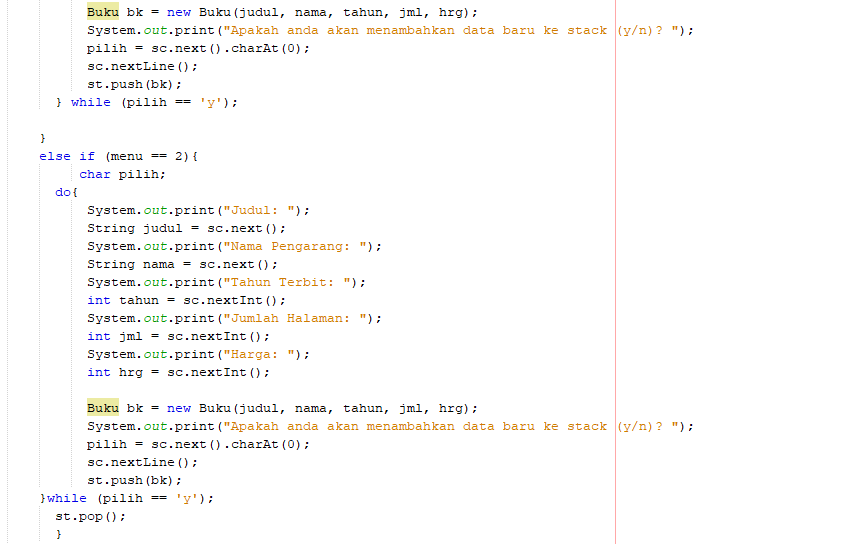 Buku bk = new Buku(judul, nama, tahun, jml, hrg);
System.out.print("Apakah anda akan menambahkan data baru ke stack (y/n)? ");
pilih = sc.next().charAt(0);
sc.nextLine();
st.push(bk);
} while (pilih == 'y');
}
else if (menu == 2){
char pilih;
do{
System.out.print("Judul: ");
String judul = sc.next();
System.out.print("Nama Pengarang: ");
String nama = sc.next();
System.out.print("Tahun Terbit: ");
int tahun = sc.nextInt();
System.out.print("Jumlah Halaman: ");
int jml = sc.nextInt();
System.out.print("Harga: ");
int hrg = sc.nextInt();
Buku bk = new Buku(judul, nama, tahun, jml, hrg);
System.out.print("Apakah anda akan menambahkan data baru ke stack (y/n)? ");
pilih = sc.next().charAt(0);
sc.nextLine();
st.push(bk);
}while (pilih == 'y');
st.pop();
}